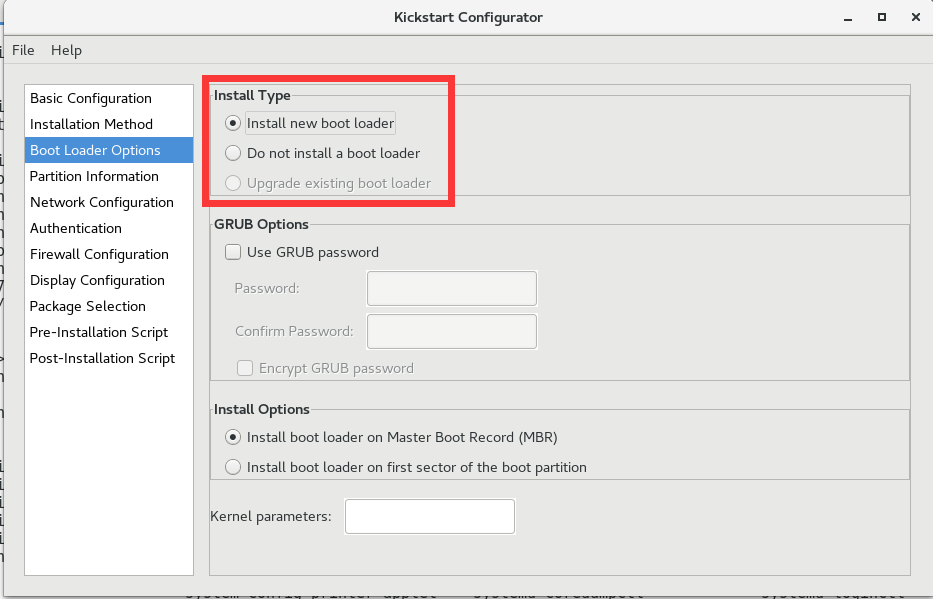 Kickstart Configurator
File Help
Basic Configuration
Installation Method
Boot Loader Options
Partition Information
Network Configuration
Authentication
Firewall Configuration
Display Configuration
Package Selection
Pre-Installation Script
Post-Installation Script
Install Type
Install new boot loader
Do not install a boot loader
Upgrade existing boot loader
GRUB Options
Use GRUB password
Password:
Confirm Password:
Encrypt GRUB password
Install Options
Install boot loader on Master Boot Record (MBR)
Install boot loader on first sector of the boot partition
Kernel parameters: